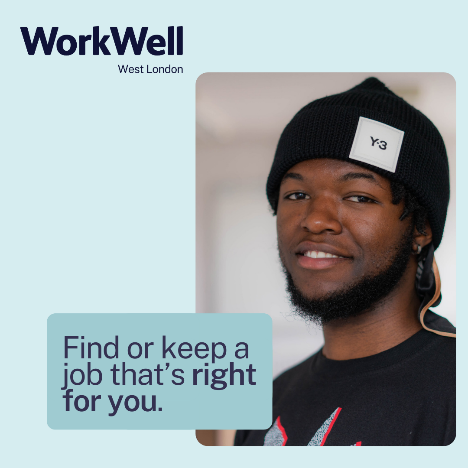 WorkWell
West London
Y-3
Find or keep a
job that's right
for you.